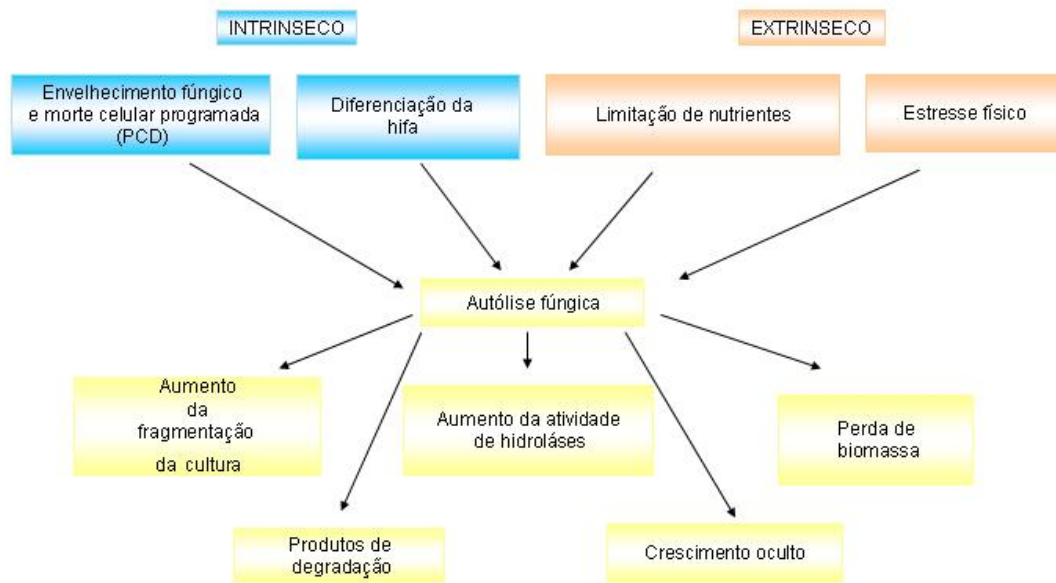 INTRINSECO
EXTRINSECO
Envelhecimento fúngico
e morte celular programada
(PCD)
Diferenciação da
hifa
Limitação de nutrientes
Estresse físico
Autólise fúngica
Aumento
da
fragmentação
da cultura
Aumento da atividade
de hidroláses
Perda de
biomassa
Produtos de
degradação
Crescimento oculto